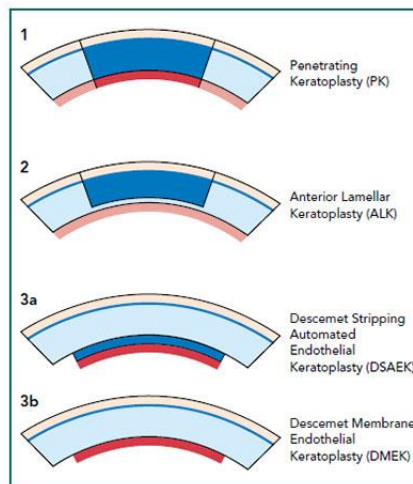 1
Penetrating
Keratoplasty (PK)
2
Anterior Lamellar
Keratoplasty (ALK)
3a
Descemet Stripping
Automated
Endothelial
Keratoplasty (DSAEK)
3b
Descemet Membrane
Endothelial
Keratoplasty (DMEK)